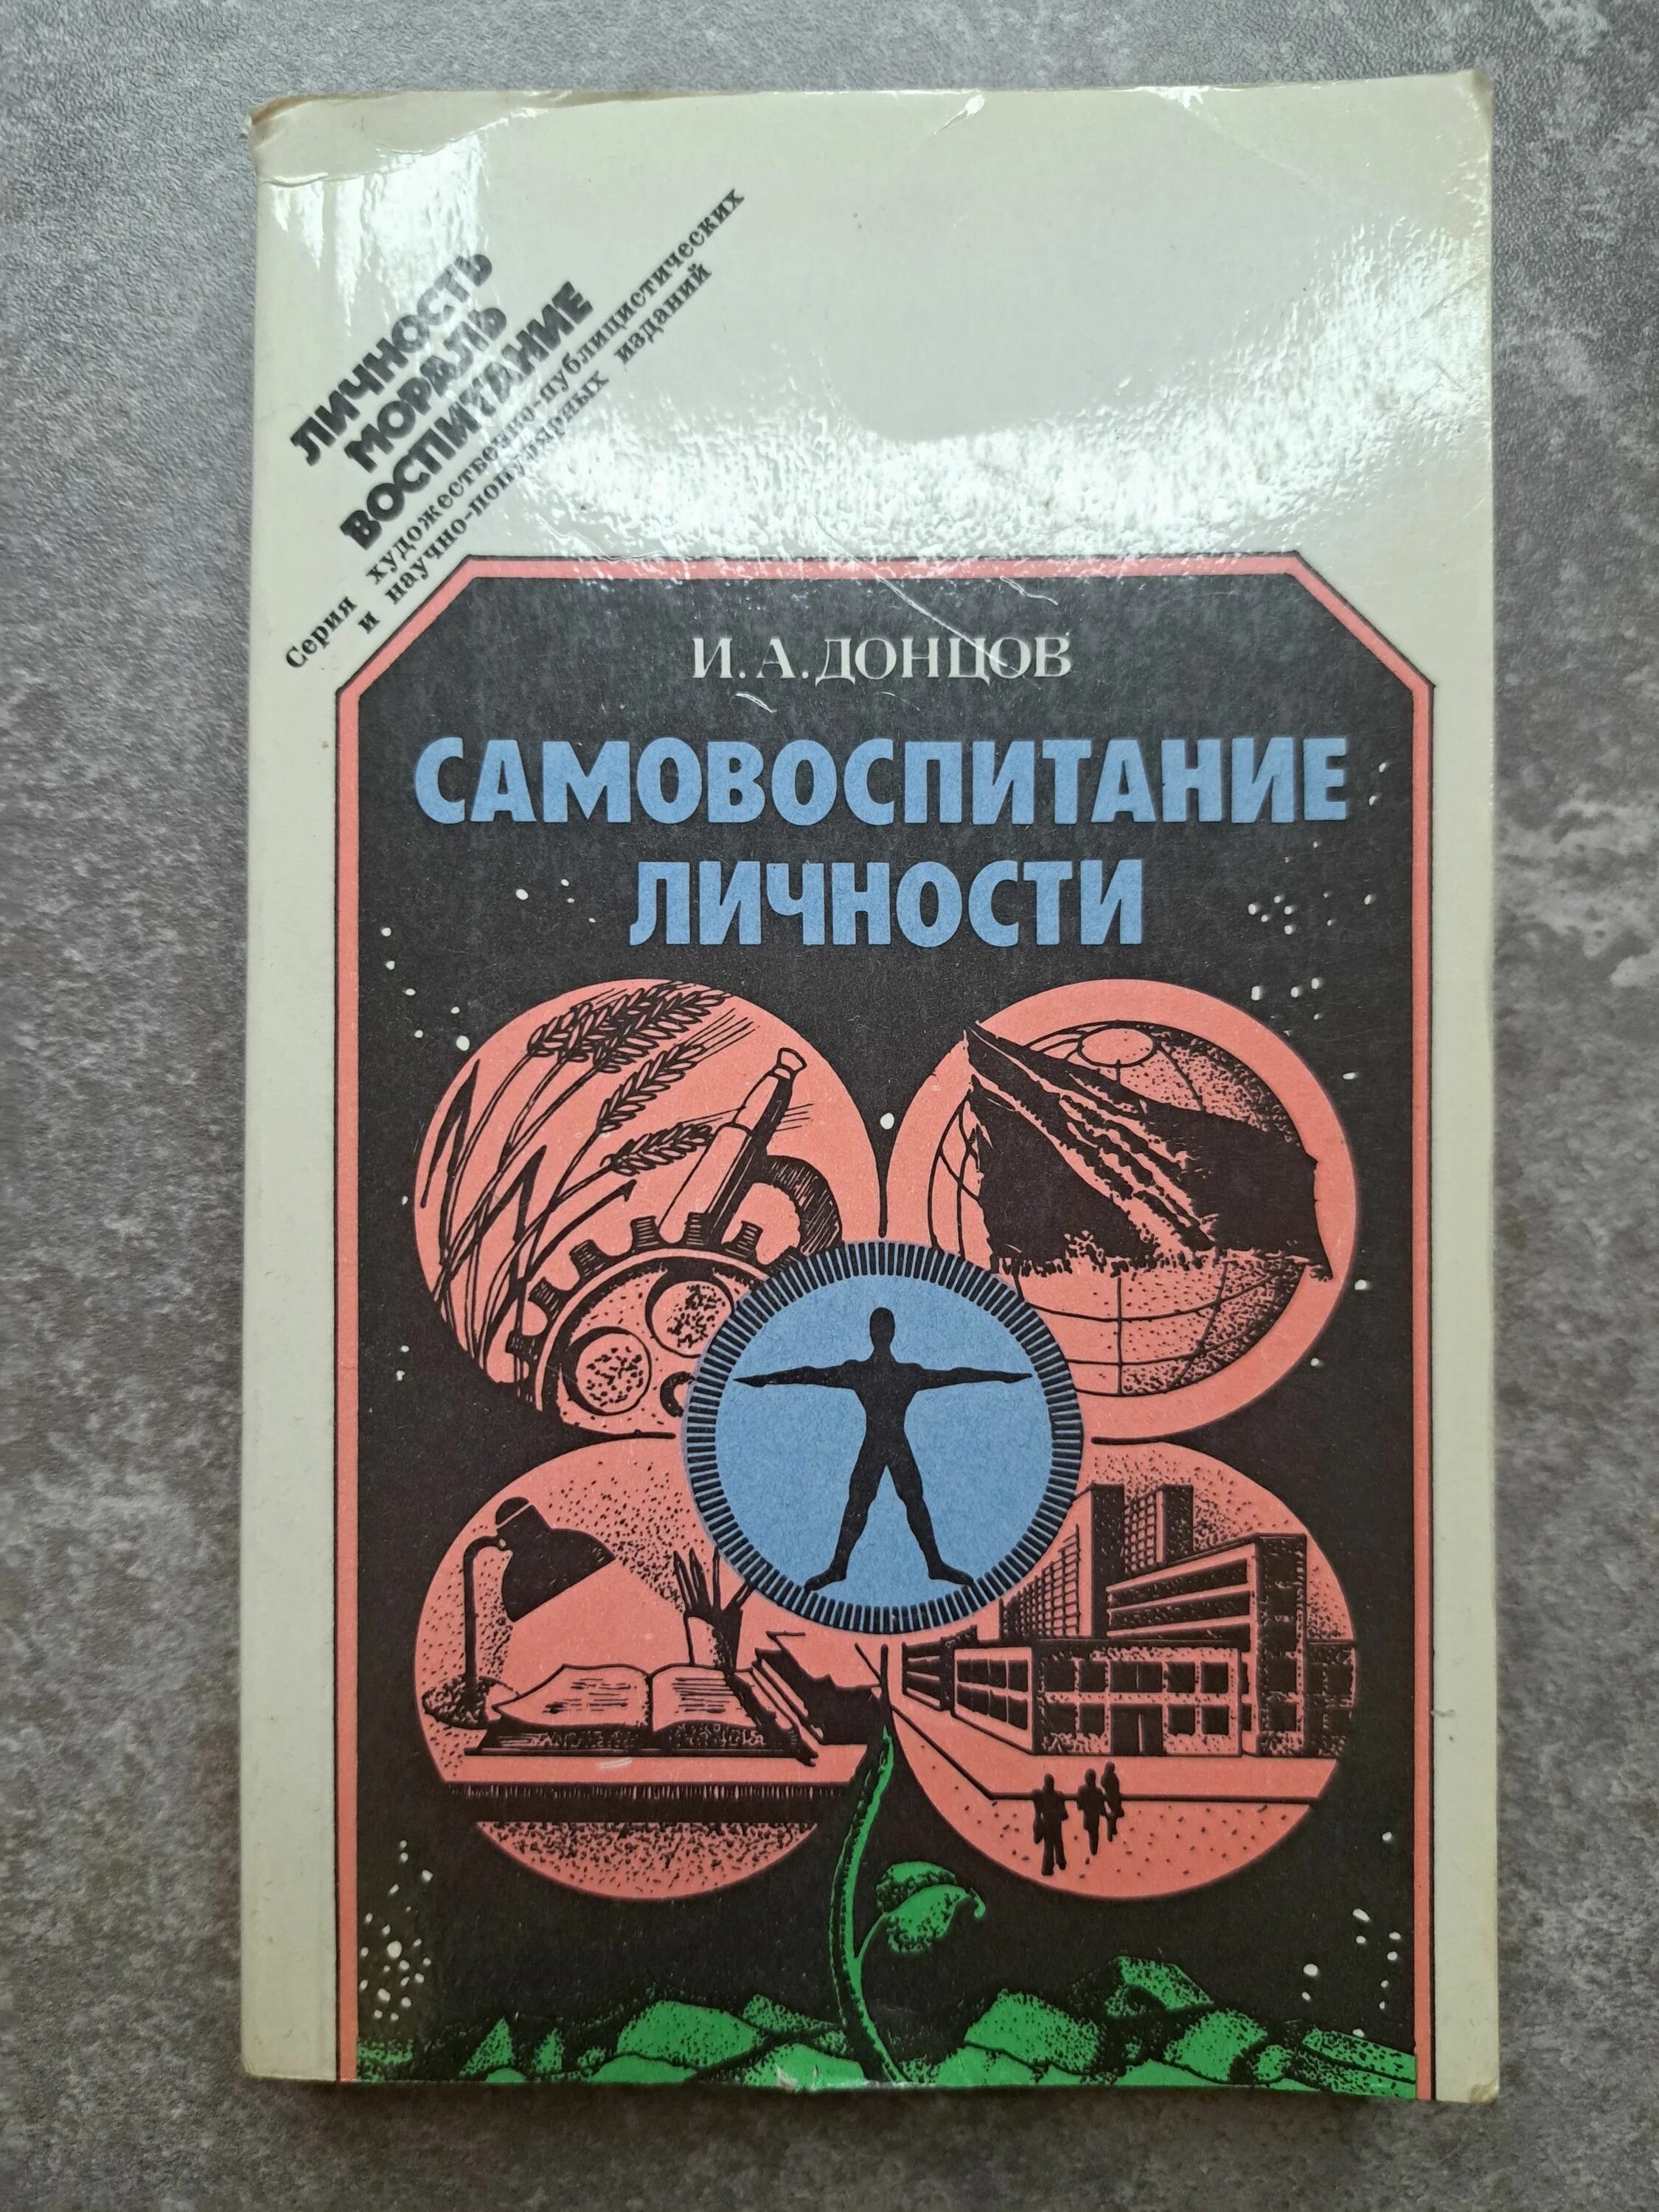 ЛИЧНОСТЬ
МОРАЛЬ
ВОСПИТАНИЕ
Серия художественно-публицистических
и научно-популярных изданий
И. А. ДОНЦОВ
САМОВОСПИТАНИЕ
ЛИЧНОСТИ